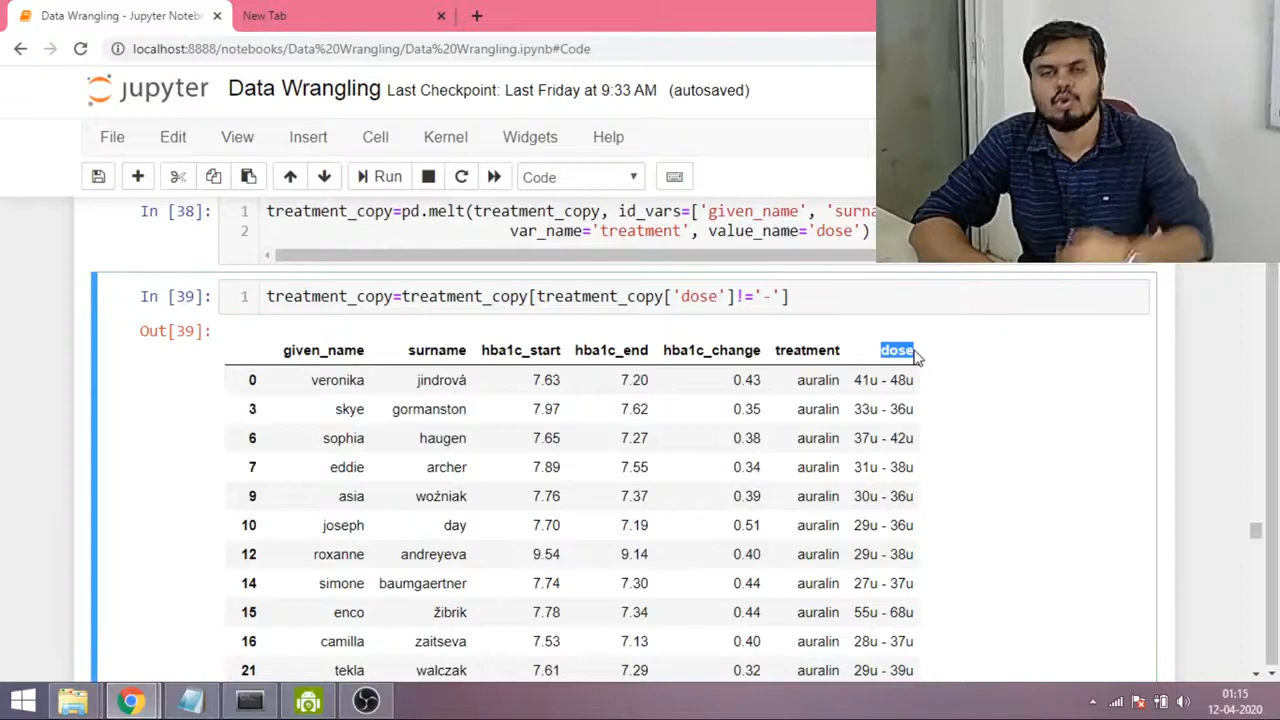 Data Wrangling - Jupyter Noteb
New Tab
localhost:8888/notebooks/Data%20Wrangling/Data%20Wrangling.ipynb#Code
jupyter Data Wrangling Last Checkpoint: Last Friday at 9:33 AM (autosaved)
File Edit View Insert Cell Kernel Widgets Help
Run Code
In [38]: 1 treatment_copy=pd.melt(treatment_copy, id_vars=['given_name', 'surna
2 var_name='treatment', value_name='dose')
In [39]: 1 treatment_copy=treatment_copy[treatment_copy['dose']!='-']
Out[39]:
given_name surname hba1c_start hba1c_end hba1c_change treatment dose
0 veronika jindrová 7.63 7.20 0.43 auralin 41u - 48u
3 skye gormanston 7.97 7.62 0.35 auralin 33u - 36u
6 sophia haugen 7.65 7.27 0.38 auralin 37u - 42u
7 eddie archer 7.89 7.55 0.34 auralin 31u - 38u
9 asia woźniak 7.76 7.37 0.39 auralin 30u - 36u
10 joseph day 7.70 7.19 0.51 auralin 29u - 36u
12 roxanne andreyeva 9.54 9.14 0.40 auralin 29u - 38u
14 simone baumgaertner 7.74 7.30 0.44 auralin 27u - 37u
15 enco žibrik 7.78 7.34 0.44 auralin 55u - 68u
16 camilla zaitseva 7.53 7.13 0.40 auralin 28u - 37u
21 tekla walczak 7.61 7.29 0.32 auralin 29u - 39u
01:15
12-04-2020